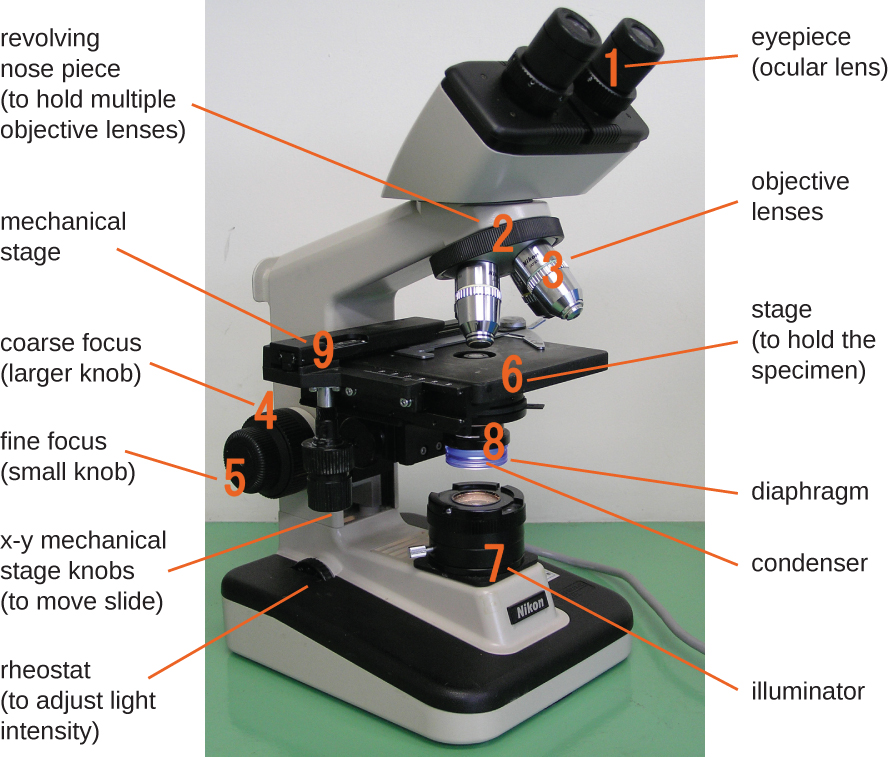 revolving
nose piece
(to hold multiple
objective lenses)
mechanical
stage
coarse focus
(larger knob)
fine focus
(small knob)
x-y mechanical
stage knobs
(to move slide)
rheostat
(to adjust light
intensity)
1
2
3
9
6
4
8
5
7
Nikon
eyepiece
(ocular lens)
objective
lenses
stage
(to hold the
specimen)
diaphragm
condenser
illuminator